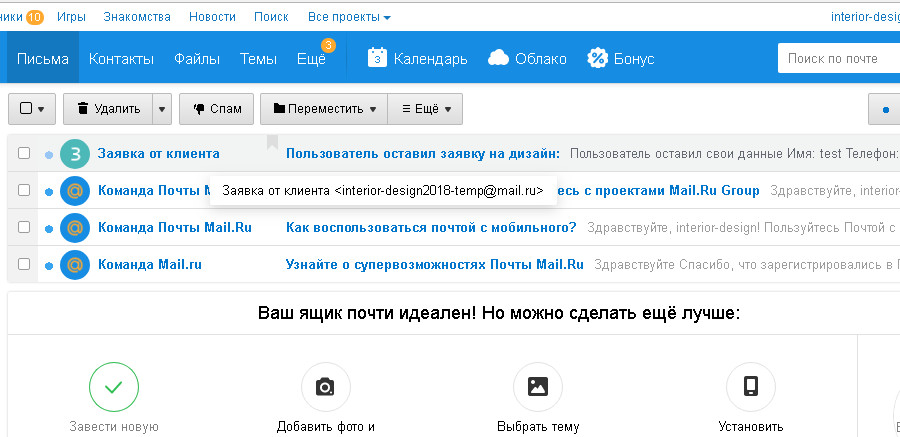 ники 10 Игры Знакомства Новости Поиск Все проекты interior-desig
Письма Контакты Файлы Темы Ещё 3 3 Календарь Облако Бонус Поиск по почте
Удалить Спам Переместить Ещё
З Заявка от клиента Пользователь оставил заявку на дизайн: Пользователь оставил свои данные Имя: test Телефон:
Команда Почты M Заявка от клиента <interior-design2018-temp@mail.ru> есь с проектами Mail.Ru Group Здравствуйте, interior-
Команда Почты Mail.Ru Как воспользоваться почтой с мобильного? Здравствуйте, interior-design! Пользуйтесь Почтой с
Команда Mail.ru Узнайте о супервозможностях Почты Mail.Ru Здравствуйте Спасибо, что зарегистрировались в П
Ваш ящик почти идеален! Но можно сделать ещё лучше:
Завести новую Добавить фото и Выбрать тему Установить